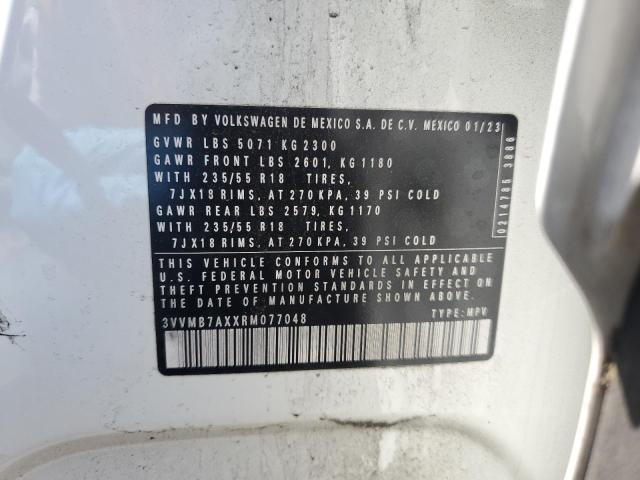 MFD BY VOLKSWAGEN DE MEXICO S.A. DE C.V. MEXICO 01/23
GVWR LBS 5071 KG 2300
GAWR FRONT LBS 2601, KG 1180
WITH 235/55 R18 TIRES,
7JX18 RIMS, AT 270 KPA, 39 PSI COLD
GAWR REAR LBS 2579, KG 1170
WITH 235/55 R18 TIRES,
7JX18 RIMS, AT 270 KPA, 39 PSI COLD
THIS VEHICLE CONFORMS TO ALL APPLICABLE
U.S. FEDERAL MOTOR VEHICLE SAFETY AND
THEFT PREVENTION STANDARDS IN EFFECT ON
THE DATE OF MANUFACTURE SHOWN ABOVE.
3VVMB7AXXRM077048 TYPE: MPV
0214785 3886